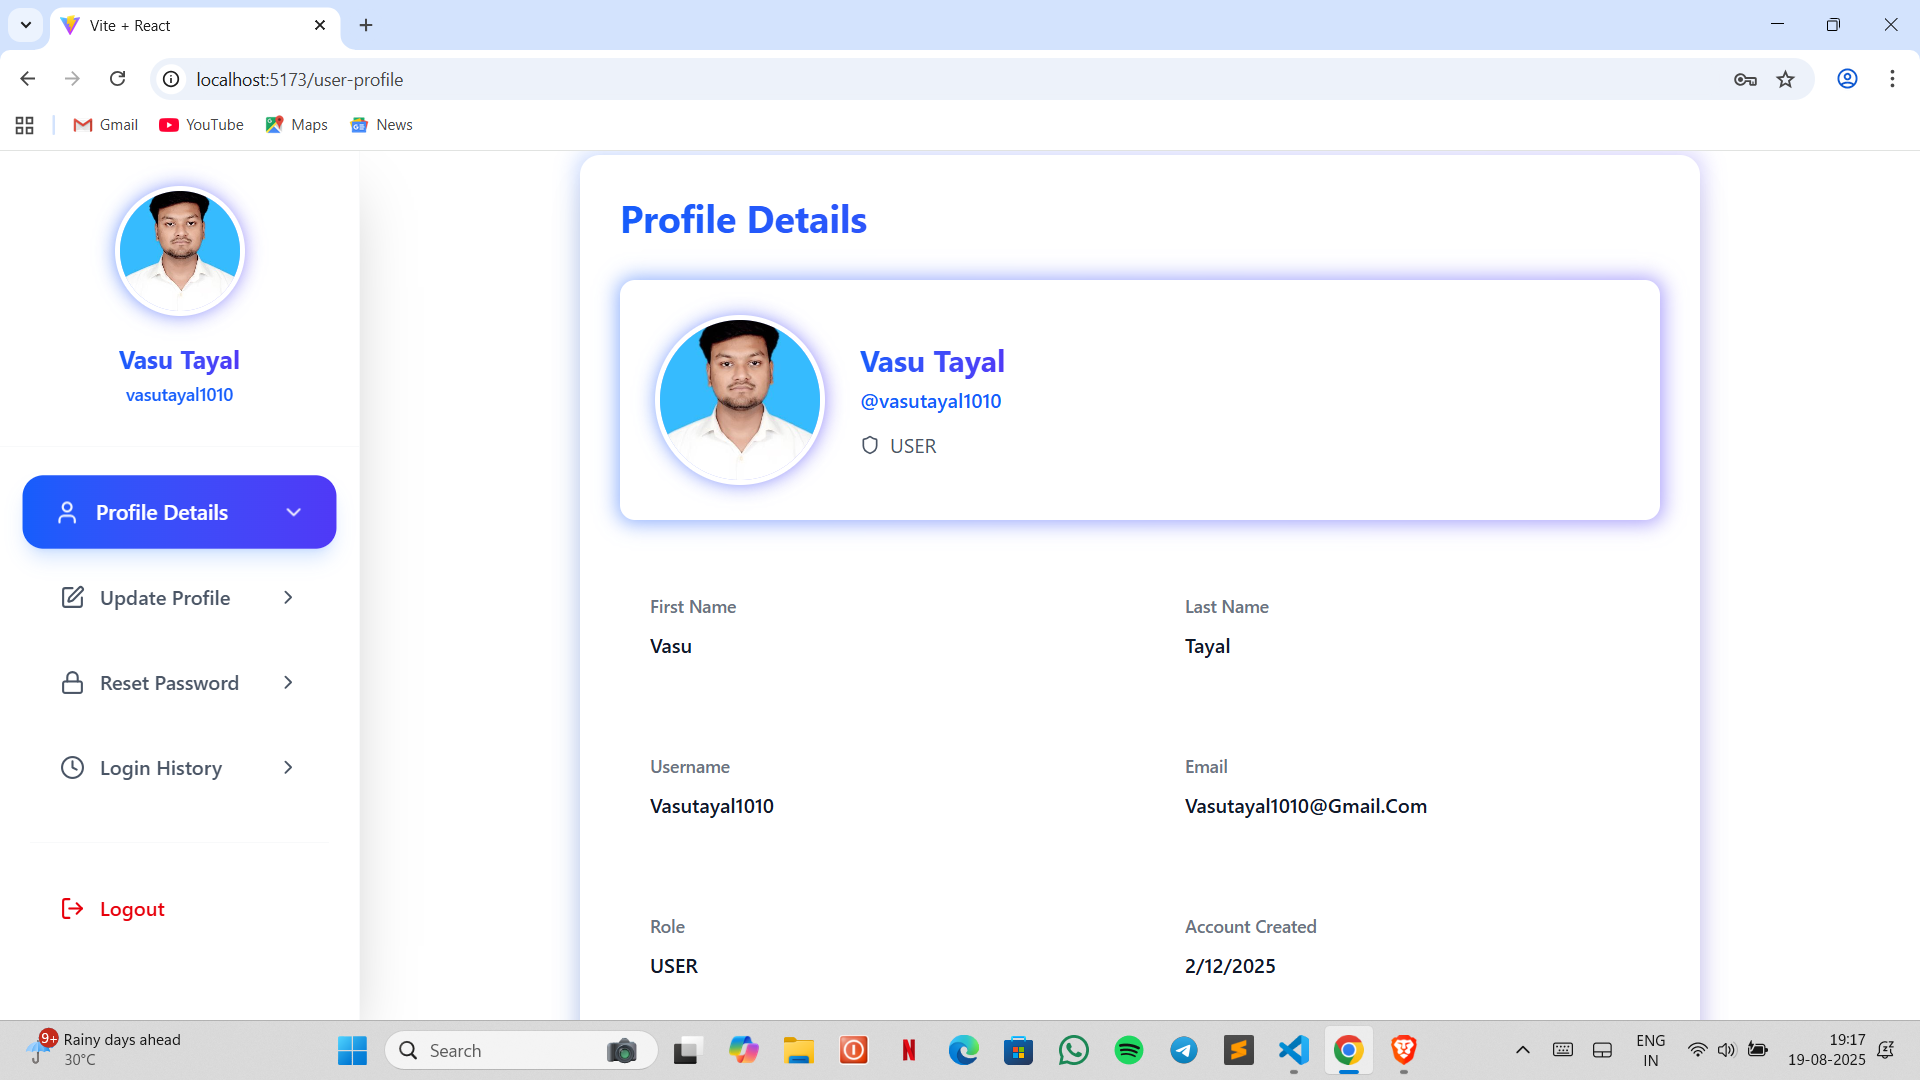 Vite + React
localhost:5173/user-profile
Gmail
YouTube
Maps
News
Vasu Tayal
vasutayal1010
Profile Details
Update Profile
Reset Password
Login History
Logout
Profile Details
Vasu Tayal
@vasutayal1010
USER
First Name
Vasu
Last Name
Tayal
Username
Vasutayal1010
Email
Vasutayal1010@Gmail.Com
Role
USER
Account Created
2/12/2025
9+
Rainy days ahead
30°C
Search
ENG
IN
19:17
19-08-2025